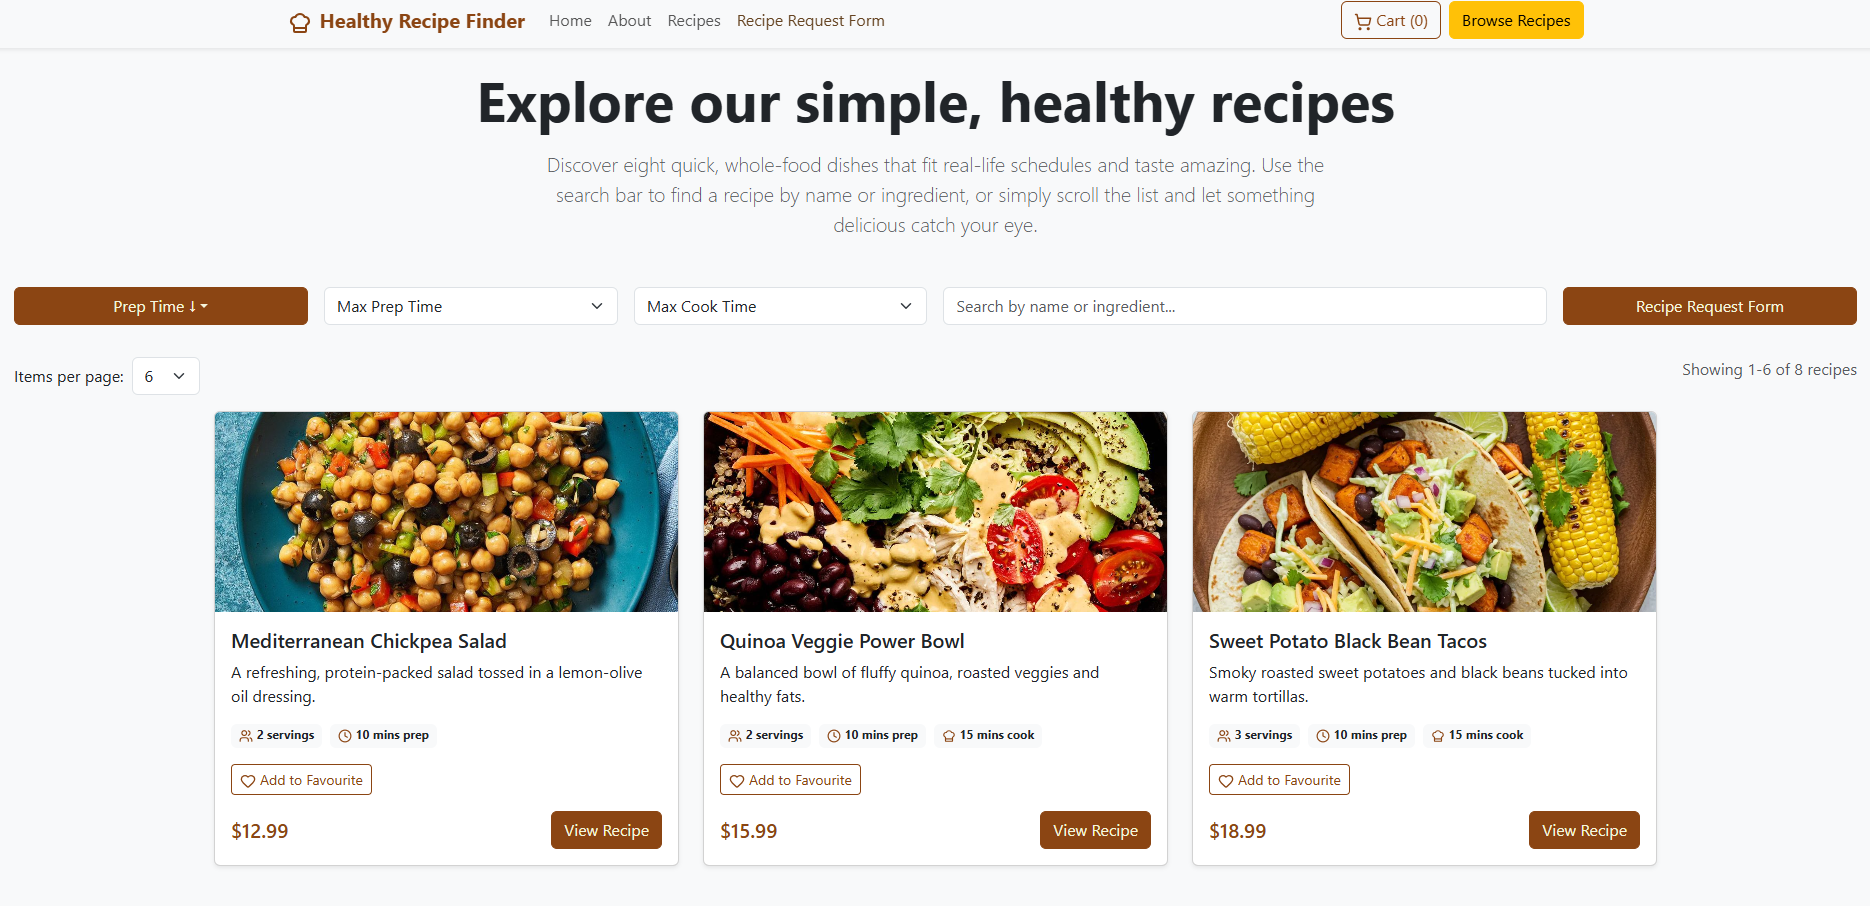 Healthy Recipe Finder
Home
About
Recipes
Recipe Request Form
Cart (0)
Browse Recipes
Explore our simple, healthy recipes
Discover eight quick, whole-food dishes that fit real-life schedules and taste amazing. Use the
search bar to find a recipe by name or ingredient, or simply scroll the list and let something
delicious catch your eye.
Prep Time ↓
Max Prep Time
Max Cook Time
Search by name or ingredient...
Recipe Request Form
Items per page:
6
Showing 1-6 of 8 recipes
Mediterranean Chickpea Salad
A refreshing, protein-packed salad tossed in a lemon-olive
oil dressing.
2 servings
10 mins prep
Add to Favourite
$12.99
View Recipe
Quinoa Veggie Power Bowl
A balanced bowl of fluffy quinoa, roasted veggies and
healthy fats.
2 servings
10 mins prep
15 mins cook
Add to Favourite
$15.99
View Recipe
Sweet Potato Black Bean Tacos
Smoky roasted sweet potatoes and black beans tucked into
warm tortillas.
3 servings
10 mins prep
15 mins cook
Add to Favourite
$18.99
View Recipe